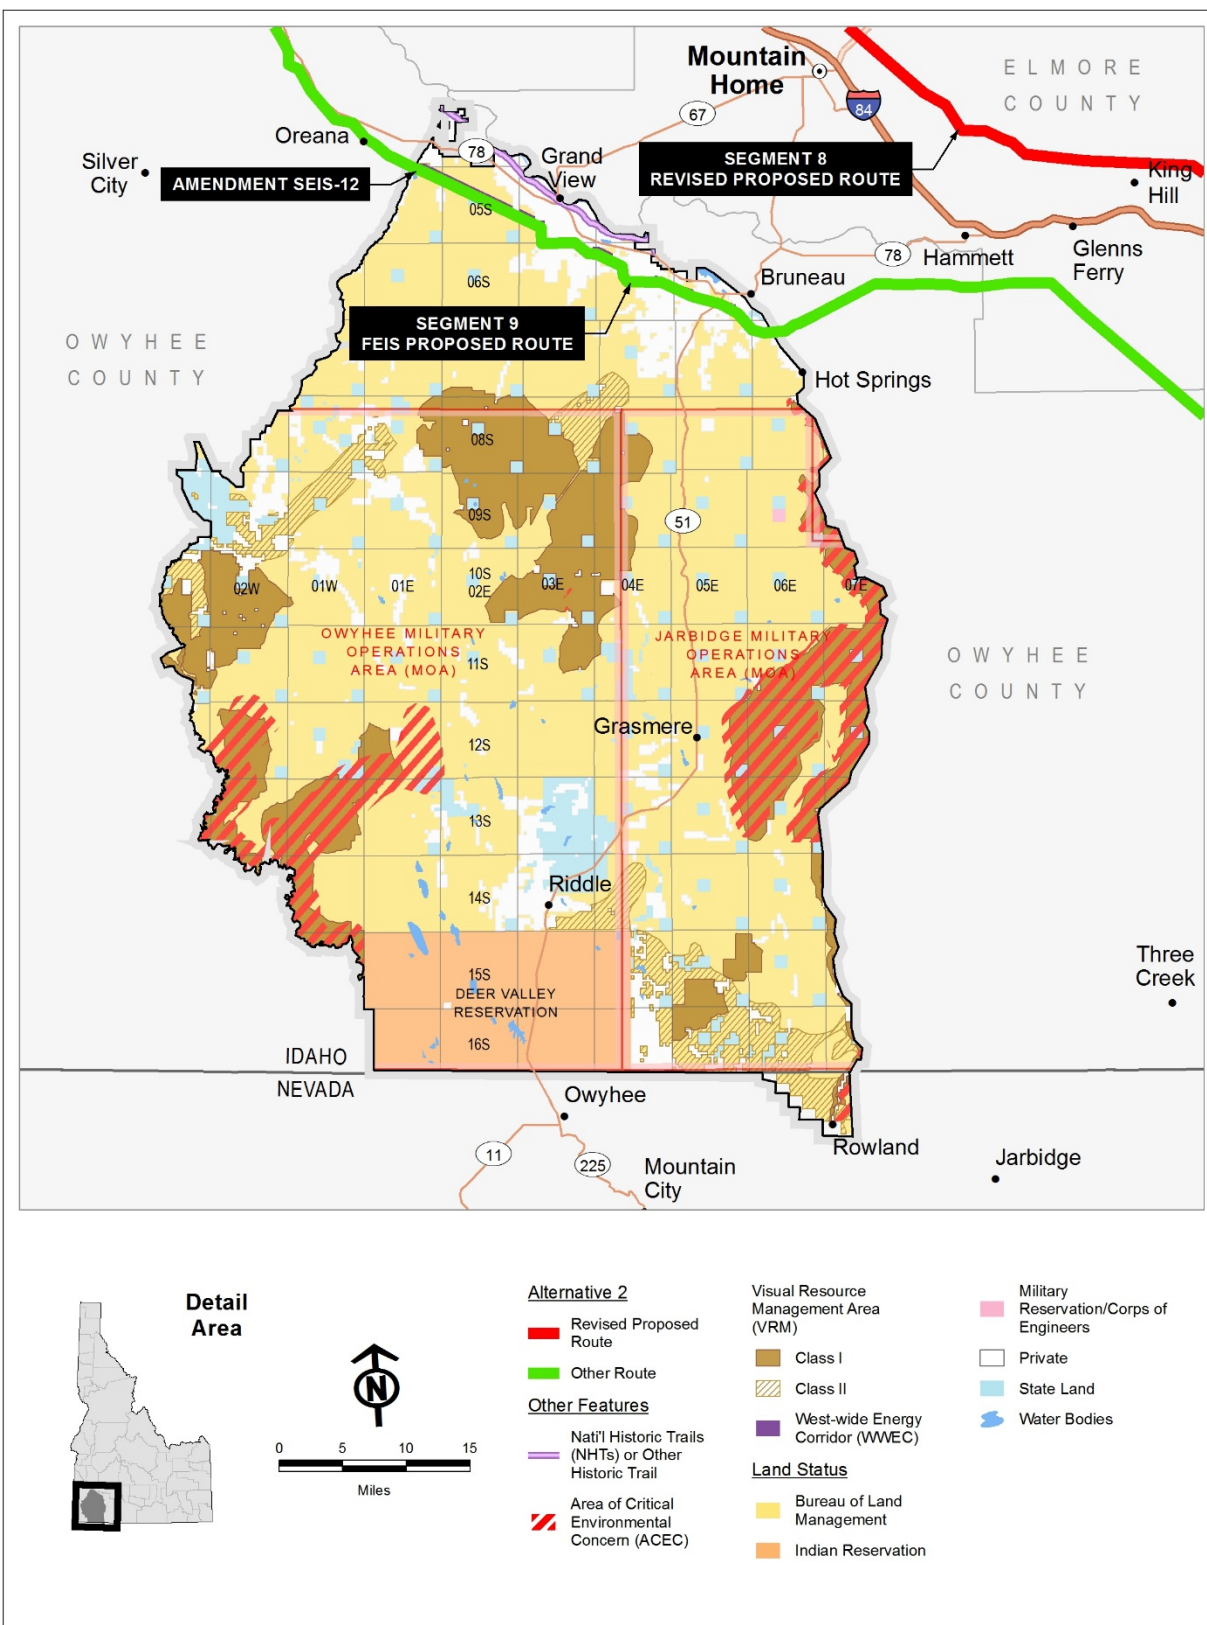 Mountain
Home
ELMORE
COUNTY
84
67
Oreana
78
Grand
View
SEGMENT 8
REVISED PROPOSED ROUTE
Silver
City
AMENDMENT SEIS-12
King
Hill
05S
78
Hammett
Glenns
Ferry
06S
Bruneau
SEGMENT 9
FEIS PROPOSED ROUTE
OWYHEE
COUNTY
Hot Springs
08S
09S
51
10S
02W
01W
01E
02E
03E
04E
05E
06E
07E
OWYHEE MILITARY
OPERATIONS
AREA (MOA)
JARBIDGE MILITARY
OPERATIONS
AREA (MOA)
11S
OWYHEE
COUNTY
Grasmere
12S
13S
Riddle
14S
15S
DEER VALLEY
RESERVATION
Three
Creek
16S
IDAHO
NEVADA
Owyhee
Rowland
11
225
Mountain
City
Jarbidge
Detail
Area
N
0 5 10 15
Miles
Alternative 2
Revised Proposed
Route
Other Route
Other Features
Nati'l Historic Trails
(NHTs) or Other
Historic Trail
Area of Critical
Environmental
Concern (ACEC)
Visual Resource
Management Area
(VRM)
Class I
Class II
West-wide Energy
Corridor (WWEC)
Land Status
Bureau of Land
Management
Indian Reservation
Military
Reservation/Corps of
Engineers
Private
State Land
Water Bodies